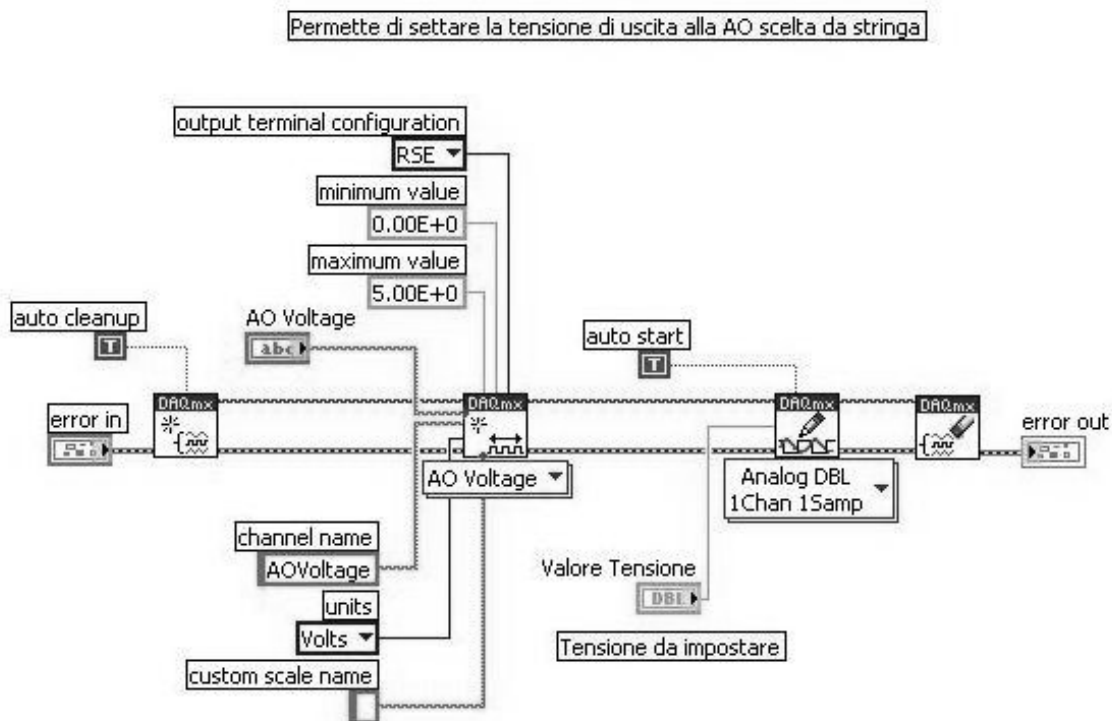 Permette di settare la tensione di uscita alla AO scelta da stringa
output terminal configuration
RSE
minimum value
0.00E+0
maximum value
5.00E+0
auto cleanup
T
AO Voltage
abc
auto start
T
error in
DAQmx
DAQmx
DAQmx
DAQmx
error out
AO Voltage
Analog DBL
1Chan 1Samp
channel name
AOVoltage
units
Volts
custom scale name
Valore Tensione
DBL
Tensione da impostare